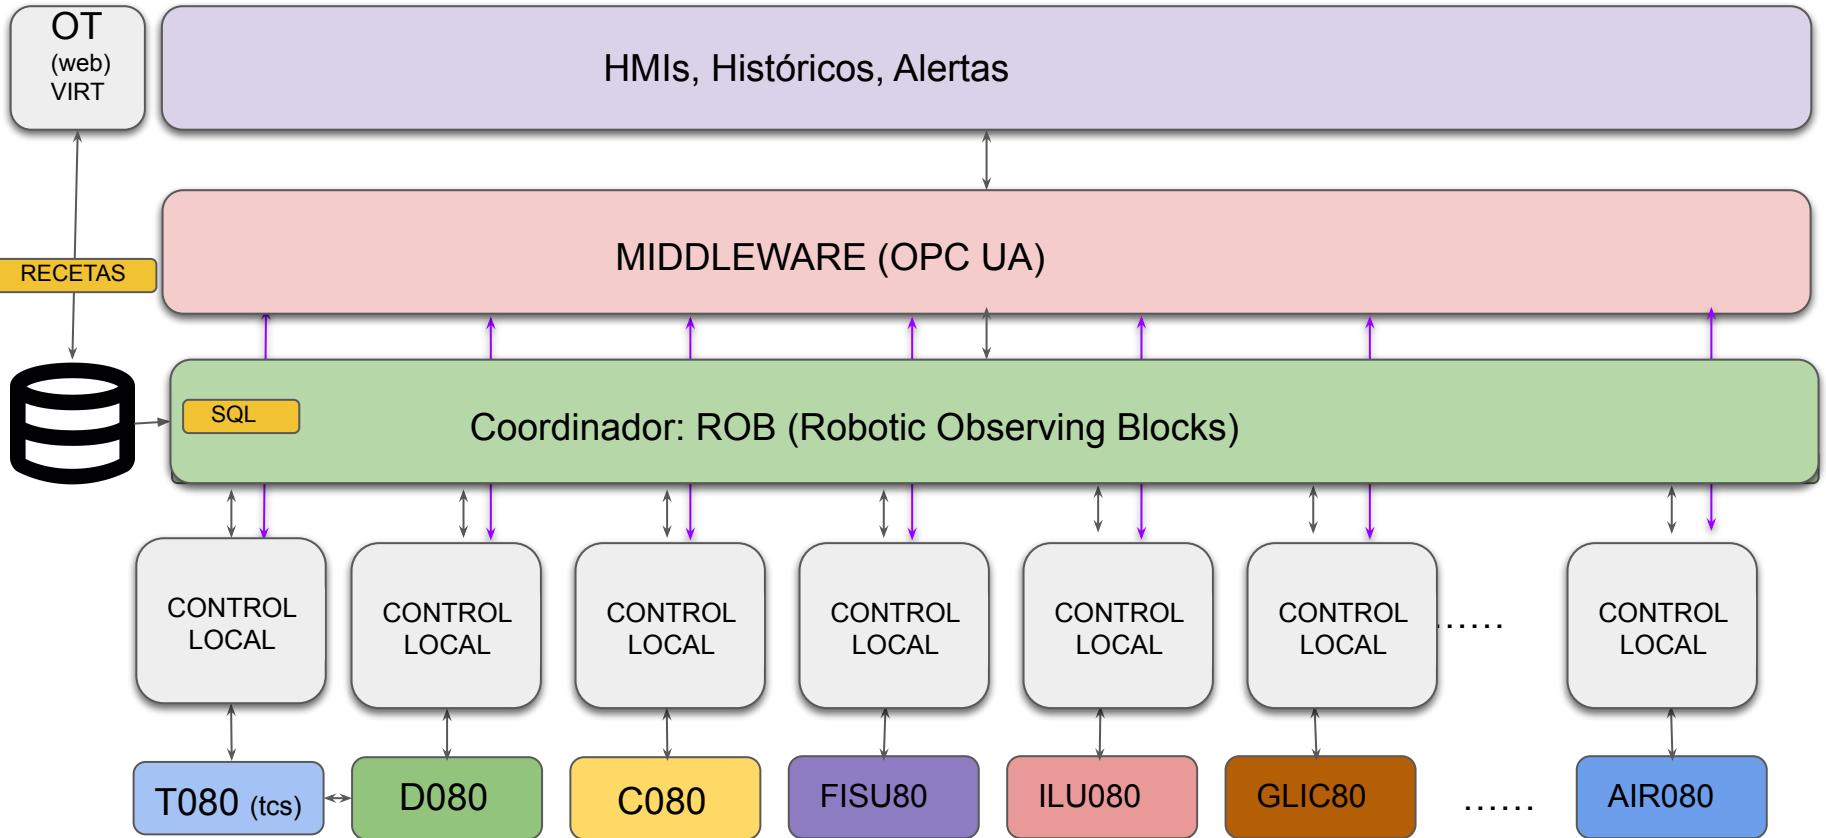 OT
(web)
VIRT
HMIs, Históricos, Alertas
MIDDLEWARE (OPC UA)
RECETAS
SQL
Coordinador: ROB (Robotic Observing Blocks)
CONTROL
LOCAL
CONTROL
LOCAL
CONTROL
LOCAL
CONTROL
LOCAL
CONTROL
LOCAL
CONTROL
LOCAL
......
CONTROL
LOCAL
T080 (tcs)
D080
C080
FISU80
ILU080
GLIC80
......
AIR080